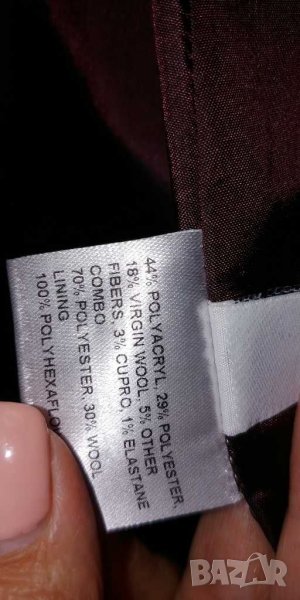 44% POLYACRYL, 29% POLYESTER
18% VIRGIN WOOL, 5% OTHER
FIBERS, 3% CUPRO, 1% ELASTANE
COMBO
70% POLYESTER, 30% WOOL
LINING
100% POLYHEXAFLO
BAZAR